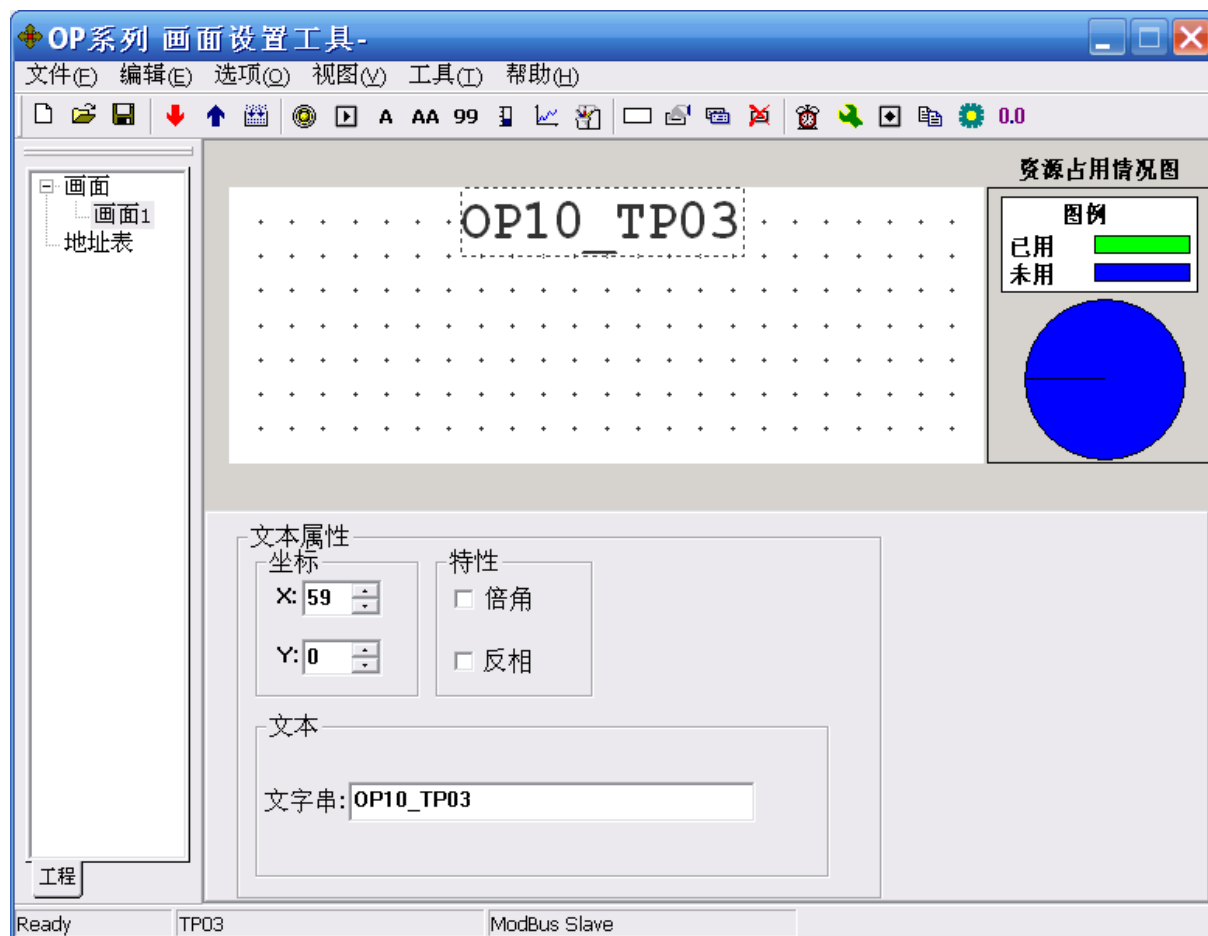 OP系列 画面设置工具-
文件(F) 编辑(E) 选项(O) 视图(V) 工具(T) 帮助(H)
A AA 99 0.0
画面
画面1
地址表
工程
OP10_TP03
资源占用情况图
图例
已用
未用
文本属性
坐标
X: 59
Y: 0
特性
倍角
反相
文本
文字串: OP10_TP03
Ready TP03 ModBus Slave